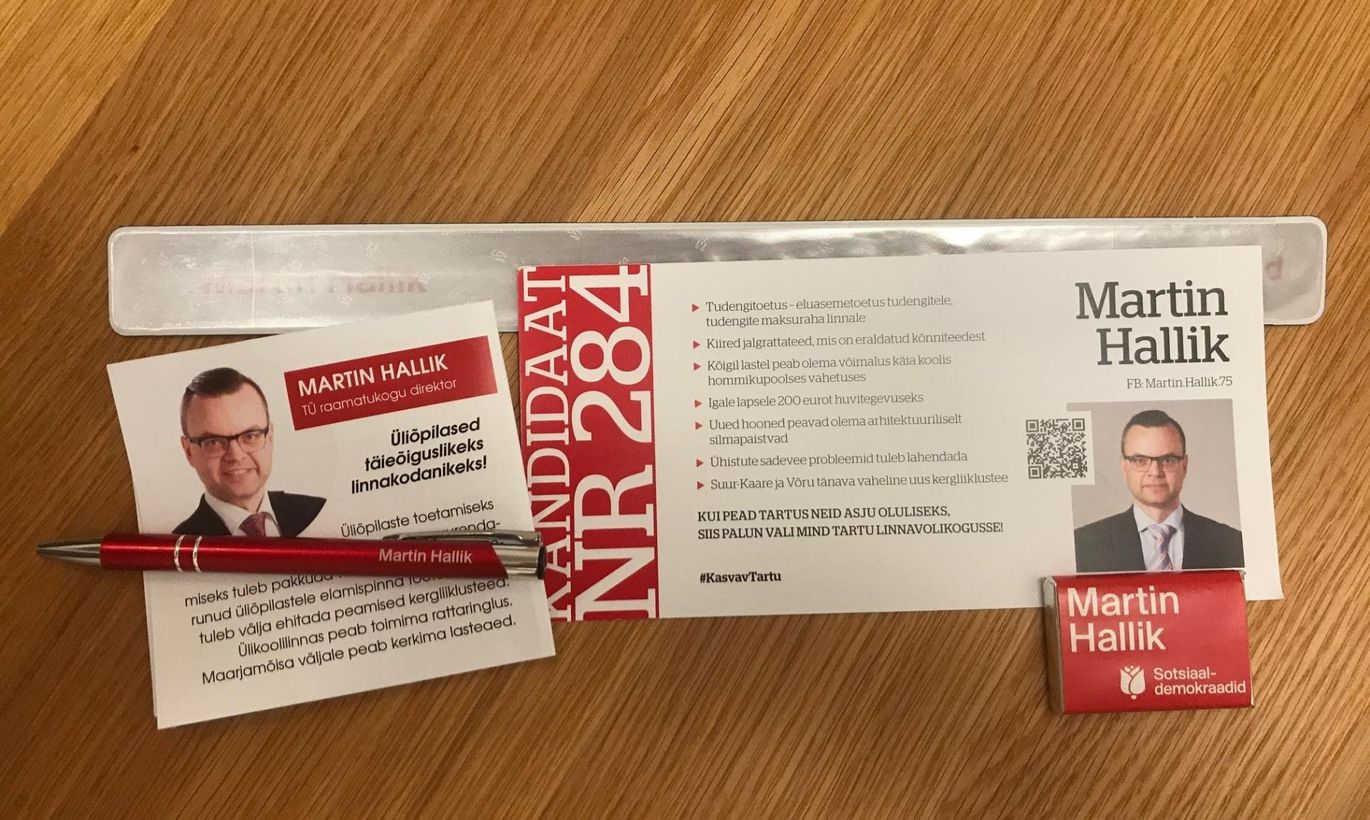 Martin Hallik
MARTIN HALLIK
TÜ raamatukogu direktor
Üliõpilased
täieõiguslikeks
linnakodanikeks!
Üliõpilaste toetamiseks
Martin Hallik
miseks tuleb pakkuda
runud üliõpilastele elamispinna
tuleb välja ehitada peamised kergliiklusteed.
Ülikoolilinnas peab toimima rattaringlus.
Maarjamõisa väljale peab kerkima lasteaed.
KANDIDAAT
NR 284
Tudengitoetus – eluasemetoetus tudengitele,
tudengite maksuraha linnale
Kiired jalgrattateed, mis on eraldatud kõnniteedest
Kõigil lastel peab olema võimalus käia koolis
hommikupoolses vahetuses
Igale lapsele 200 eurot huvitegevuseks
Uued hooned peavad olema arhitektuuriliselt
silmapaistvad
Ühistute sadevee probleemid tuleb lahendada
Suur-Kaare ja Võru tänava vaheline uus kergliiklustee
KUI PEAD TARTUS NEID ASJU OLULISEKS,
SIIS PALUN VALI MIND TARTU LINNAVOLIKOGUSSE!
#KasvavTartu
Martin
Hallik
FB: Martin.Hallik.75
Martin
Hallik
Sotsiaal-
demokraadid